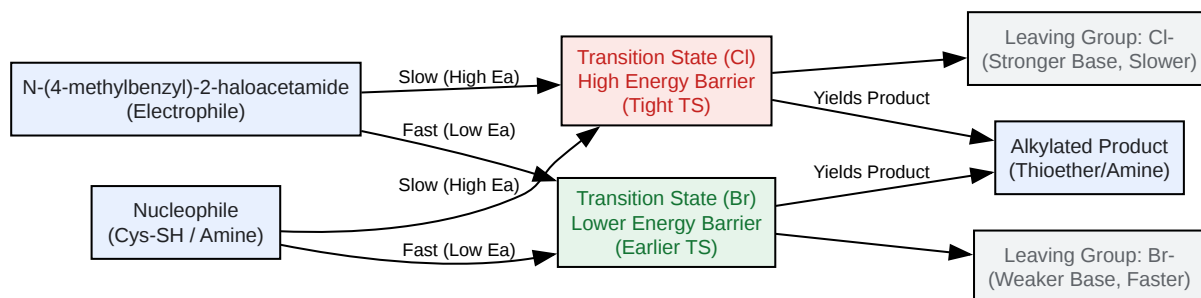 N-(4-methylbenzyl)-2-haloacetamide
(Electrophile)
Nucleophile
(Cys-SH / Amine)
Slow (High Ea)
Fast (Low Ea)
Slow (High Ea)
Fast (Low Ea)
Transition State (Cl)
High Energy Barrier
(Tight TS)
Transition State (Br)
Lower Energy Barrier
(Earlier TS)
Yields Product
Yields Product
Leaving Group: Cl-
(Stronger Base, Slower)
Alkylated Product
(Thioether/Amine)
Leaving Group: Br-
(Weaker Base, Faster)